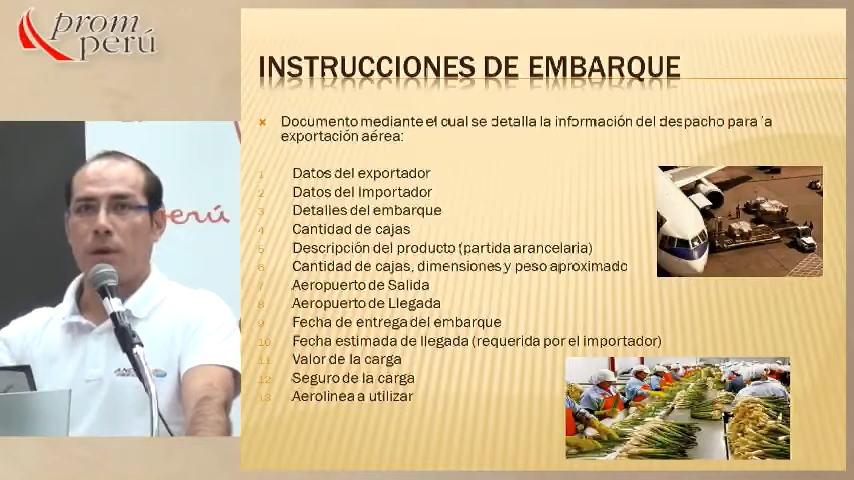 prom
perú
INSTRUCCIONES DE EMBARQUE
Documento mediante el cual se detalla la información del despacho para la
exportación aérea:
1 Datos del exportador
2 Datos del Importador
3 Detalles del embarque
4 Cantidad de cajas
5 Descripción del producto (partida arancelaria)
6 Cantidad de cajas, dimensiones y peso aproximado
7 Aeropuerto de Salida
8 Aeropuerto de Llegada
9 Fecha de entrega del embarque
10 Fecha estimada de llegada (requerida por el importador)
11 Valor de la carga
12 Seguro de la carga
13 Aerolinea a utilizar
perú